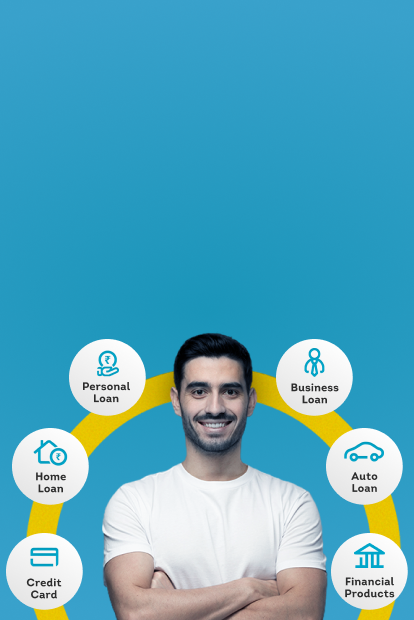 Personal
Loan
Business
Loan
Home
Loan
Auto
Loan
Credit
Card
Financial
Products